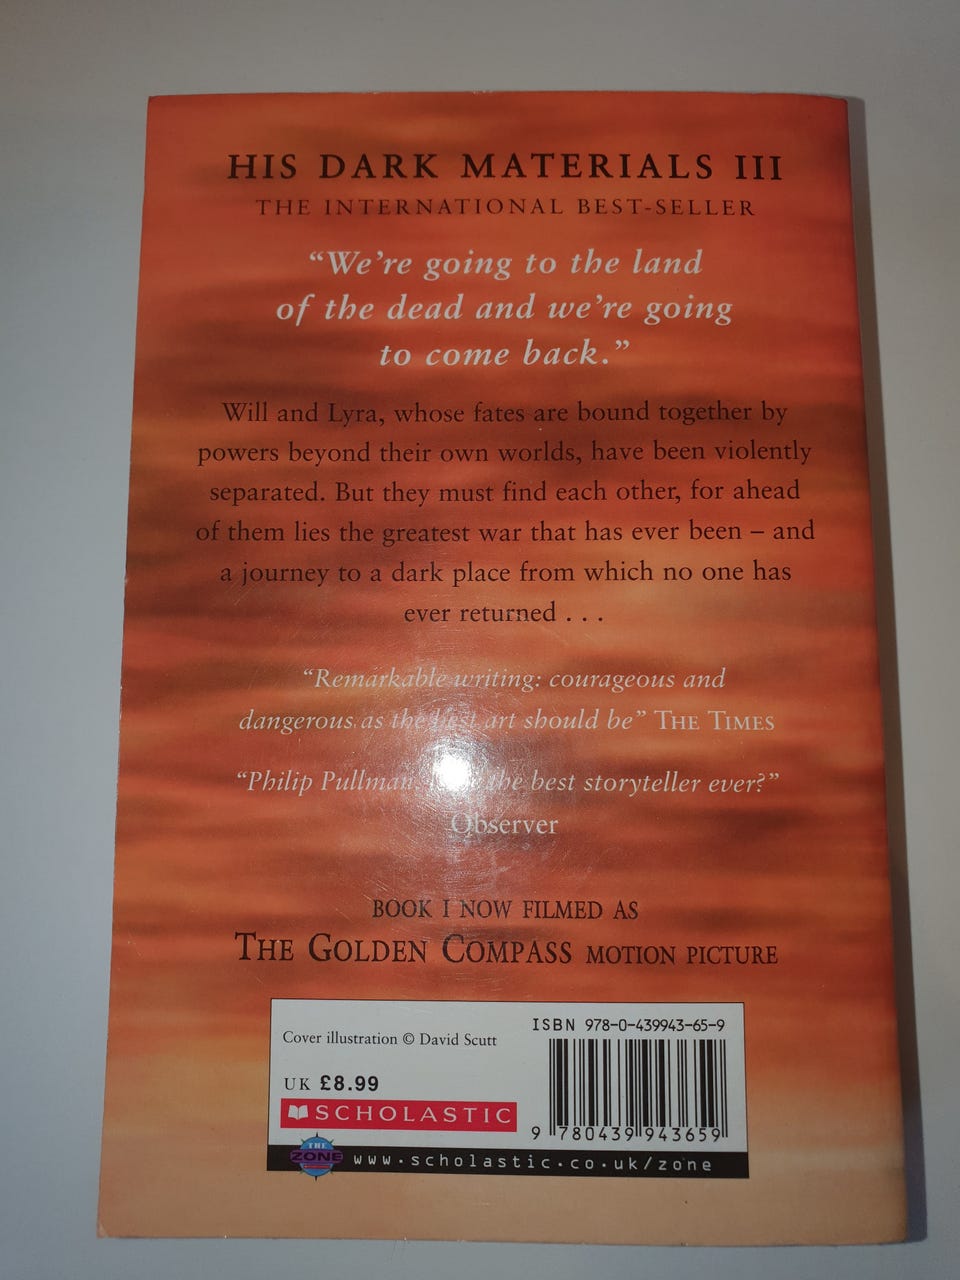 HIS DARK MATERIALS III
THE INTERNATIONAL BEST-SELLER
“We’re going to the land
of the dead and we’re going
to come back.”
Will and Lyra, whose fates are bound together by
powers beyond their own worlds, have been violently
separated. But they must find each other, for ahead
of them lies the greatest war that has ever been – and
a journey to a dark place from which no one has
ever returned . . .
“Remarkable writing: courageous and
dangerous as the best art should be” THE TIMES
“Philip Pullman. the best storyteller ever?”
Observer
BOOK I NOW FILMED AS
THE GOLDEN COMPASS MOTION PICTURE
Cover illustration © David Scutt
UK £8.99
SCHOLASTIC
ISBN 978-0-439943-65-9
9 780439 943659
THE
ZONE
www.scholastic.co.uk/zone